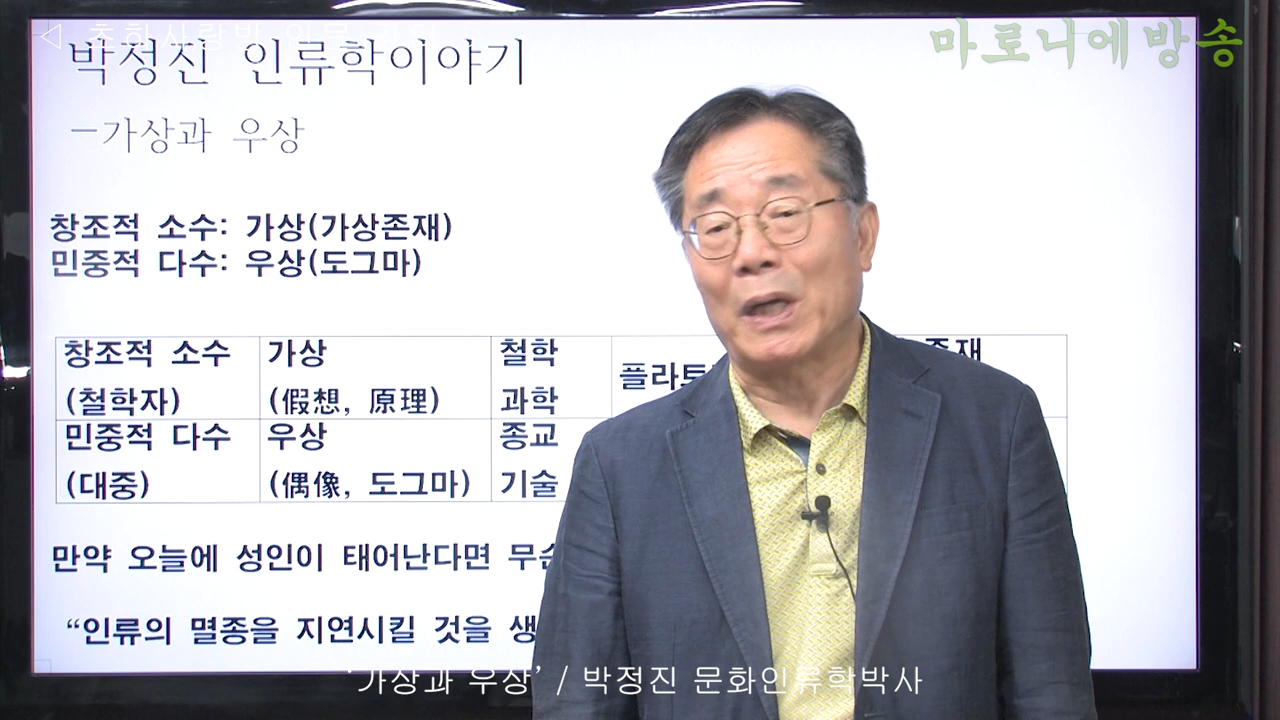 마로니에방송
박정진 인류학이야기
-가상과 우상
창조적 소수: 가상(가상존재)
민중적 다수: 우상(도그마)
창조적 소수 가상 철학 존재
(철학자) (假想, 原理) 과학
민중적 다수 우상 종교
(대중) (偶像, 도그마) 기술
만약 오늘에 성인이 태어난다면
“인류의 멸종을 지연시킬 것을
‘가상과 우상’ / 박정진 문화인류학박사